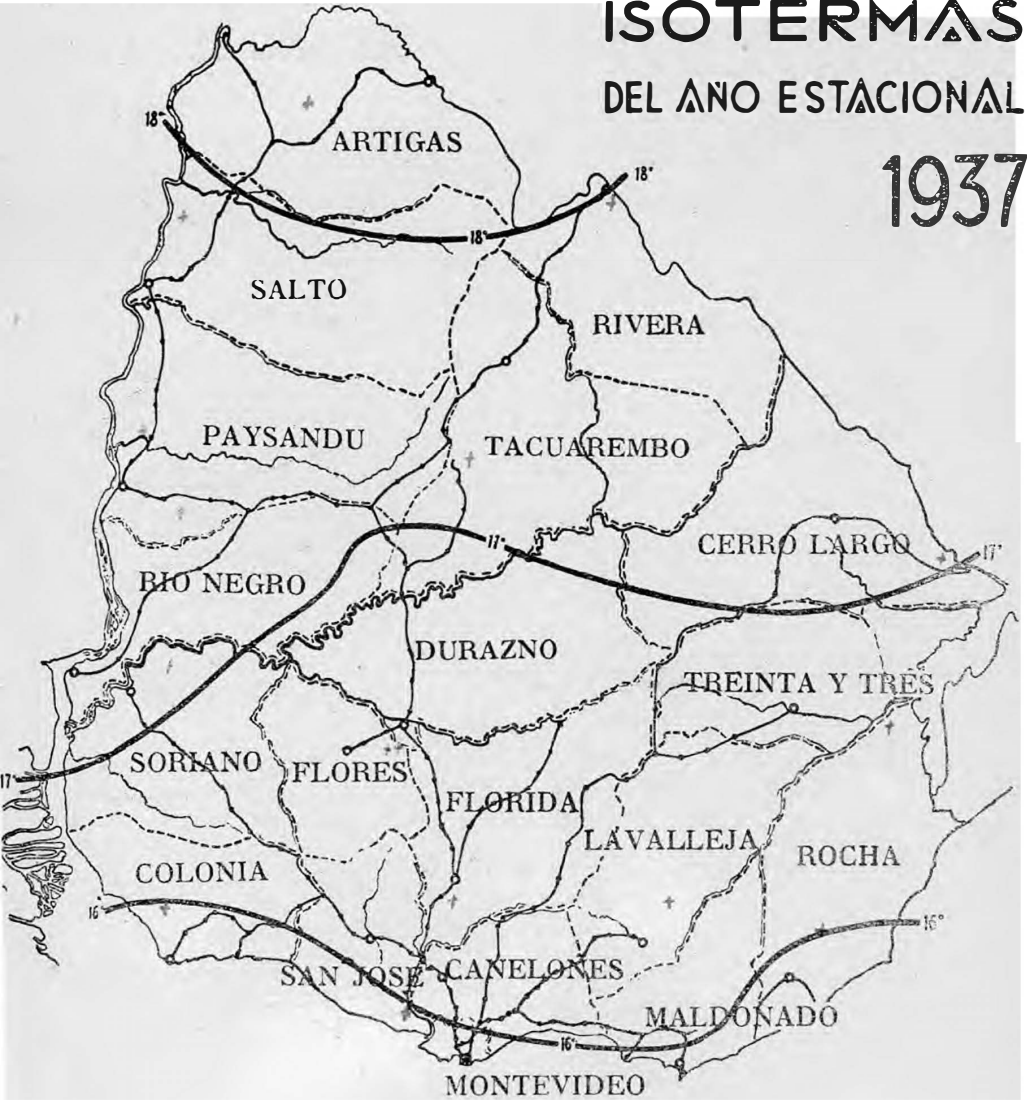 ISOTERMAS
DEL AÑO ESTACIONAL
1937
18°
ARTIGAS
18°
18°
SALTO
RIVERA
PAYSANDU
TACUAREMBO
17°
CERRO LARGO
17°
RIO NEGRO
DURAZNO
TREINTA Y TRES
17°
SORIANO
FLORES
FLORIDA
LAVALLEJA
ROCHA
COLONIA
16°
16°
SAN JOSE
CANELONES
MALDONADO
16°
MONTEVIDEO